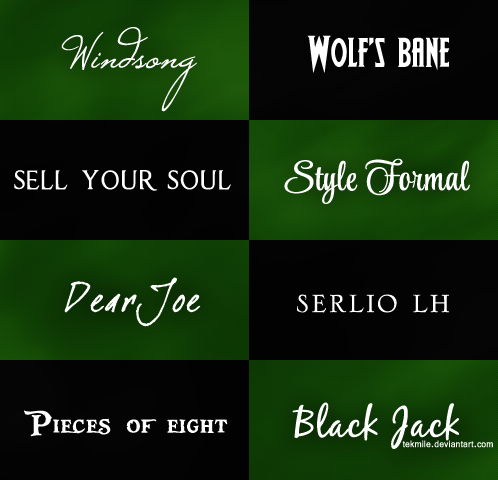 Windsong
Wolf's bane
SELL YOUR SOUL
Style Formal
Dear Joe
SERLIO LH
Pieces of eight
Black Jack
tekmile.deviantart.com